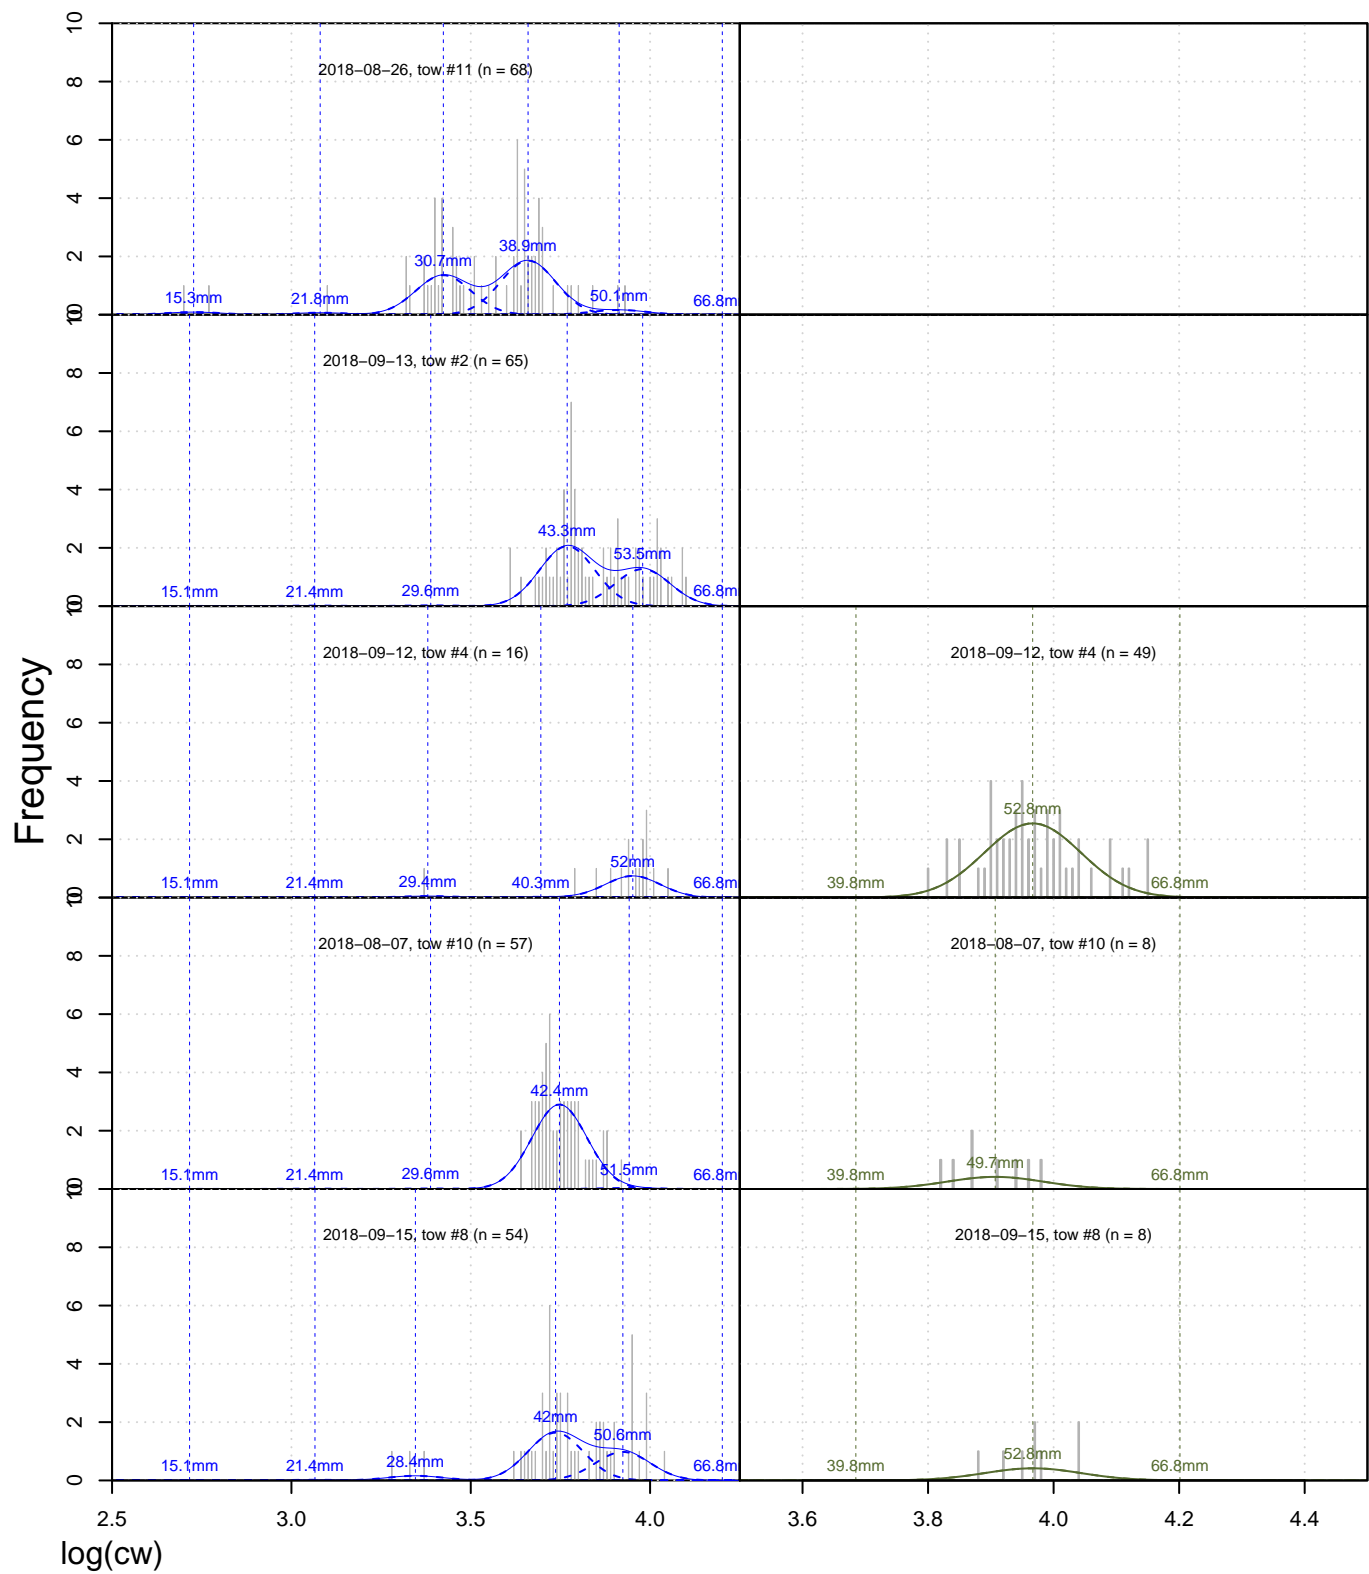 10
8
6
4
2
0
2018−08−26, tow #11 (n = 68)
15.3mm
21.8mm
30.7mm
38.9mm
50.1mm
66.8m
10
8
6
4
2
0
2018−09−13, tow #2 (n = 65)
15.1mm
21.4mm
29.6mm
43.3mm
53.5mm
66.8m
10
8
6
4
2
0
2018−09−12, tow #4 (n = 16)
15.1mm
21.4mm
29.4mm
40.3mm
52mm
66.8m
2018−09−12, tow #4 (n = 49)
39.8mm
52.8mm
66.8mm
Frequency
10
8
6
4
2
0
2018−08−07, tow #10 (n = 57)
15.1mm
21.4mm
29.6mm
42.4mm
51.5mm
66.8m
2018−08−07, tow #10 (n = 8)
39.8mm
49.7mm
66.8mm
10
8
6
4
2
0
2018−09−15, tow #8 (n = 54)
15.1mm
21.4mm
28.4mm
42mm
50.6mm
66.8m
2018−09−15, tow #8 (n = 8)
39.8mm
52.8mm
66.8mm
2.5 3.0 3.5 4.0 3.6 3.8 4.0 4.2 4.4
log(cw)